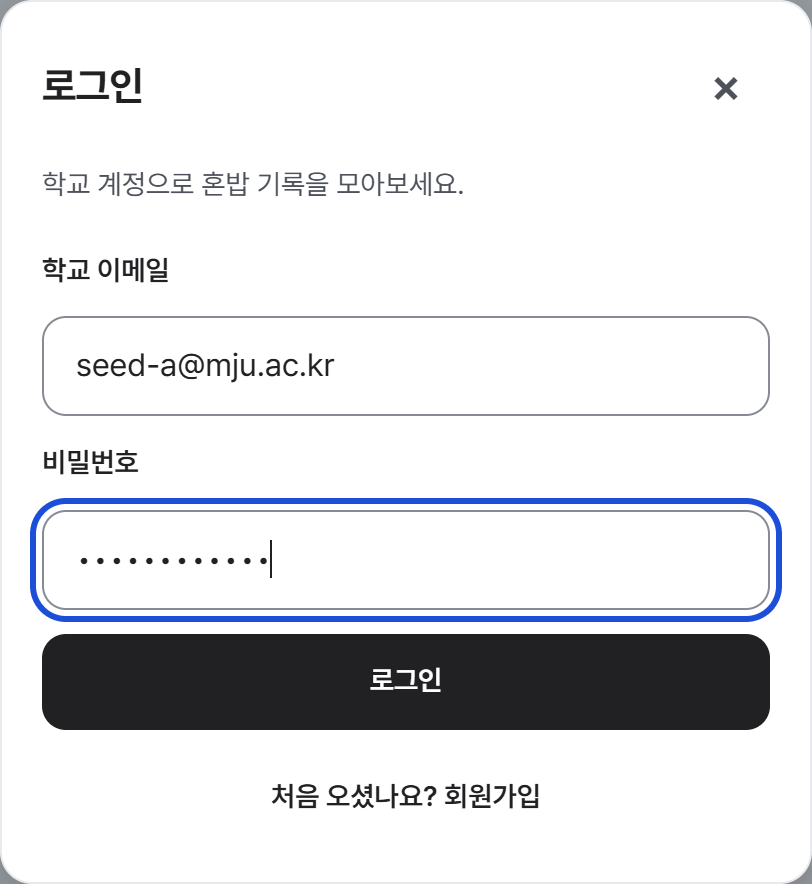 로그인
학교 계정으로 혼밥 기록을 모아보세요.
학교 이메일
seed-a@mju.ac.kr
비밀번호
••••••••••••
로그인
처음 오셨나요? 회원가입